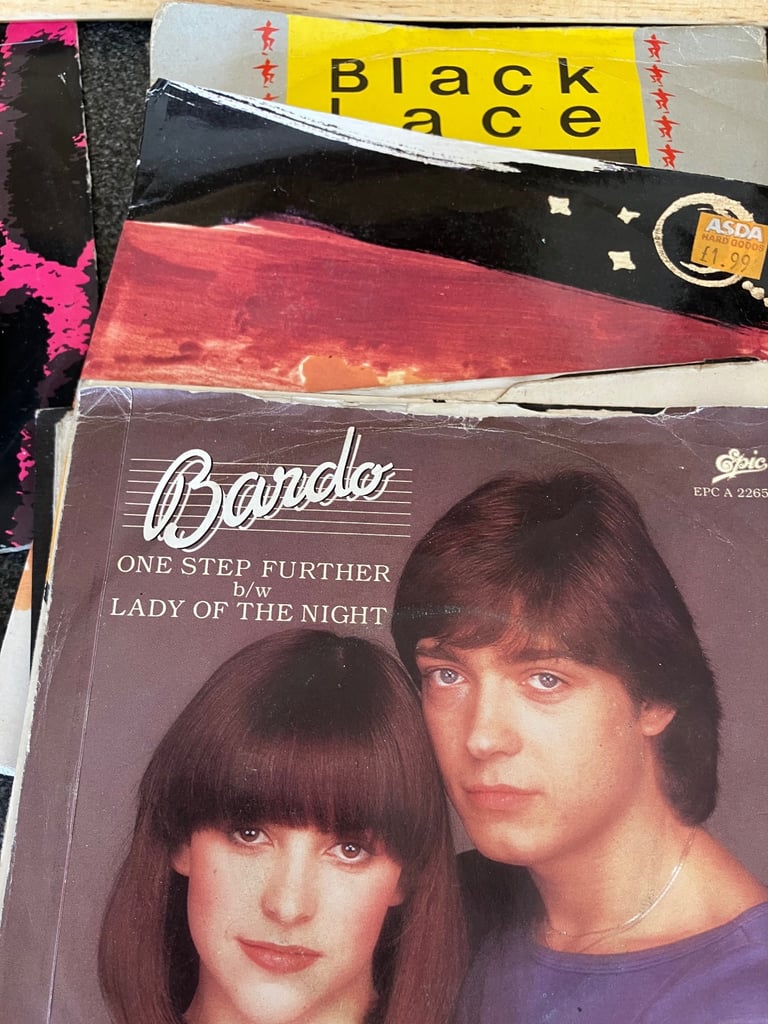 Black
Lace
ASDA
HARD GOODS
£1.99
Bardo
Epic
EPC A 2265
ONE STEP FURTHER
b/w
LADY OF THE NIGHT